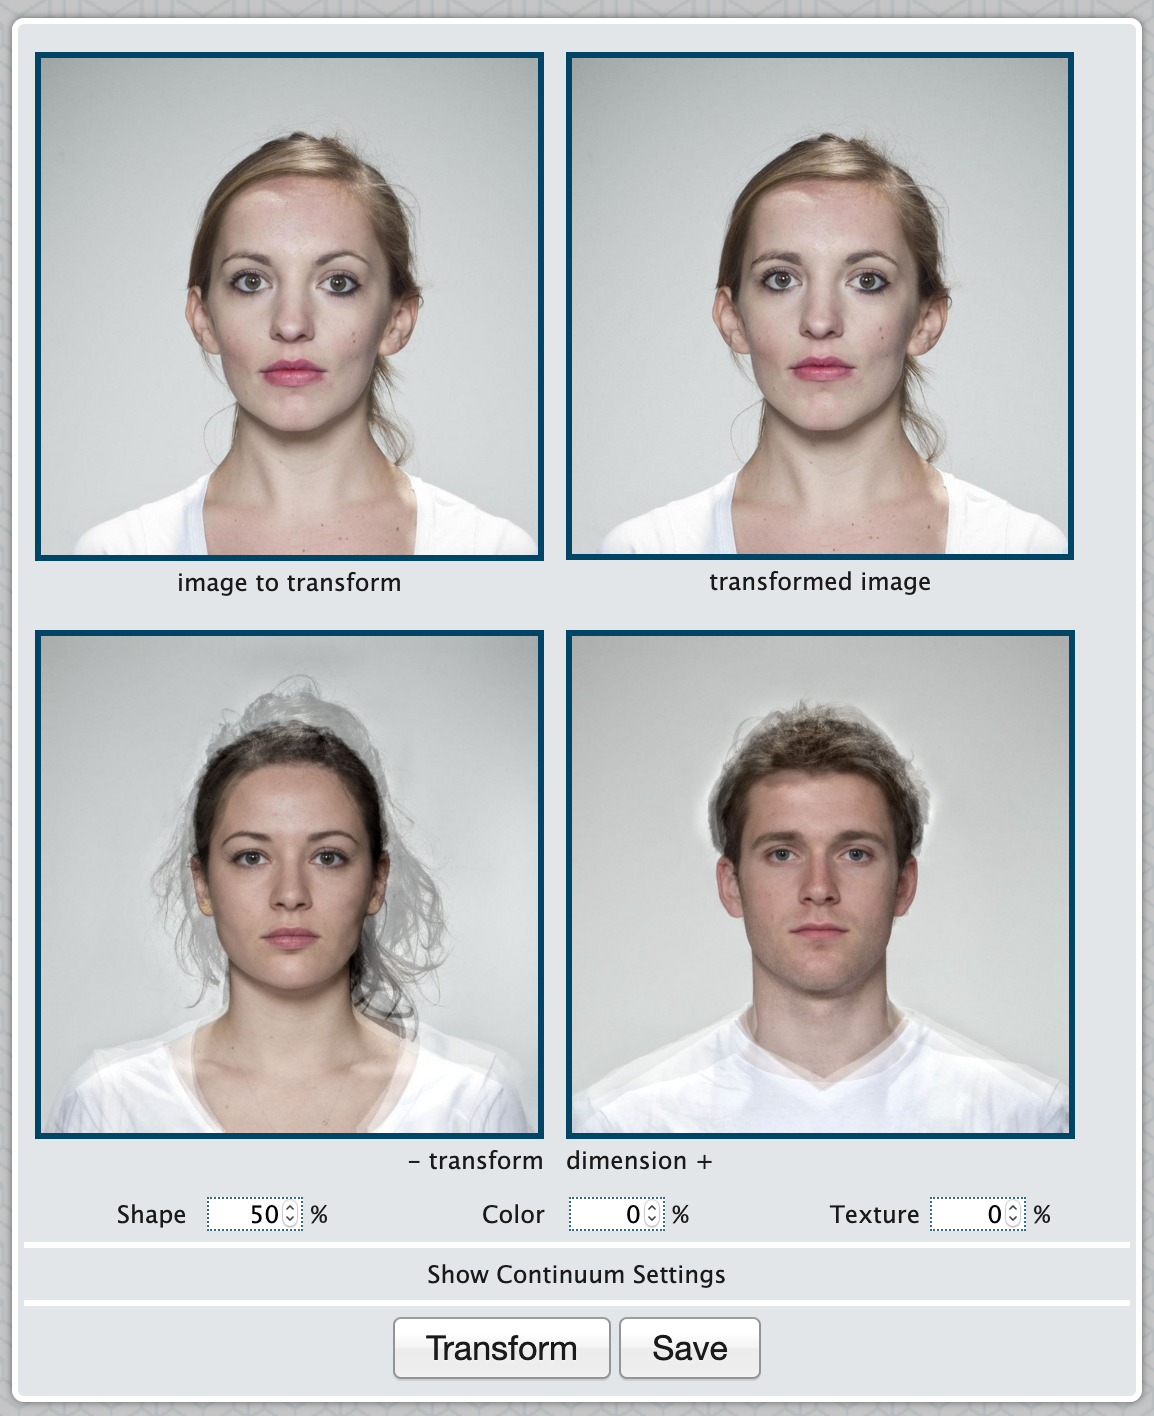 image to transform
transformed image
– transform
dimension +
Shape 50 % Color 0 % Texture 0 %
Show Continuum Settings
Transform Save